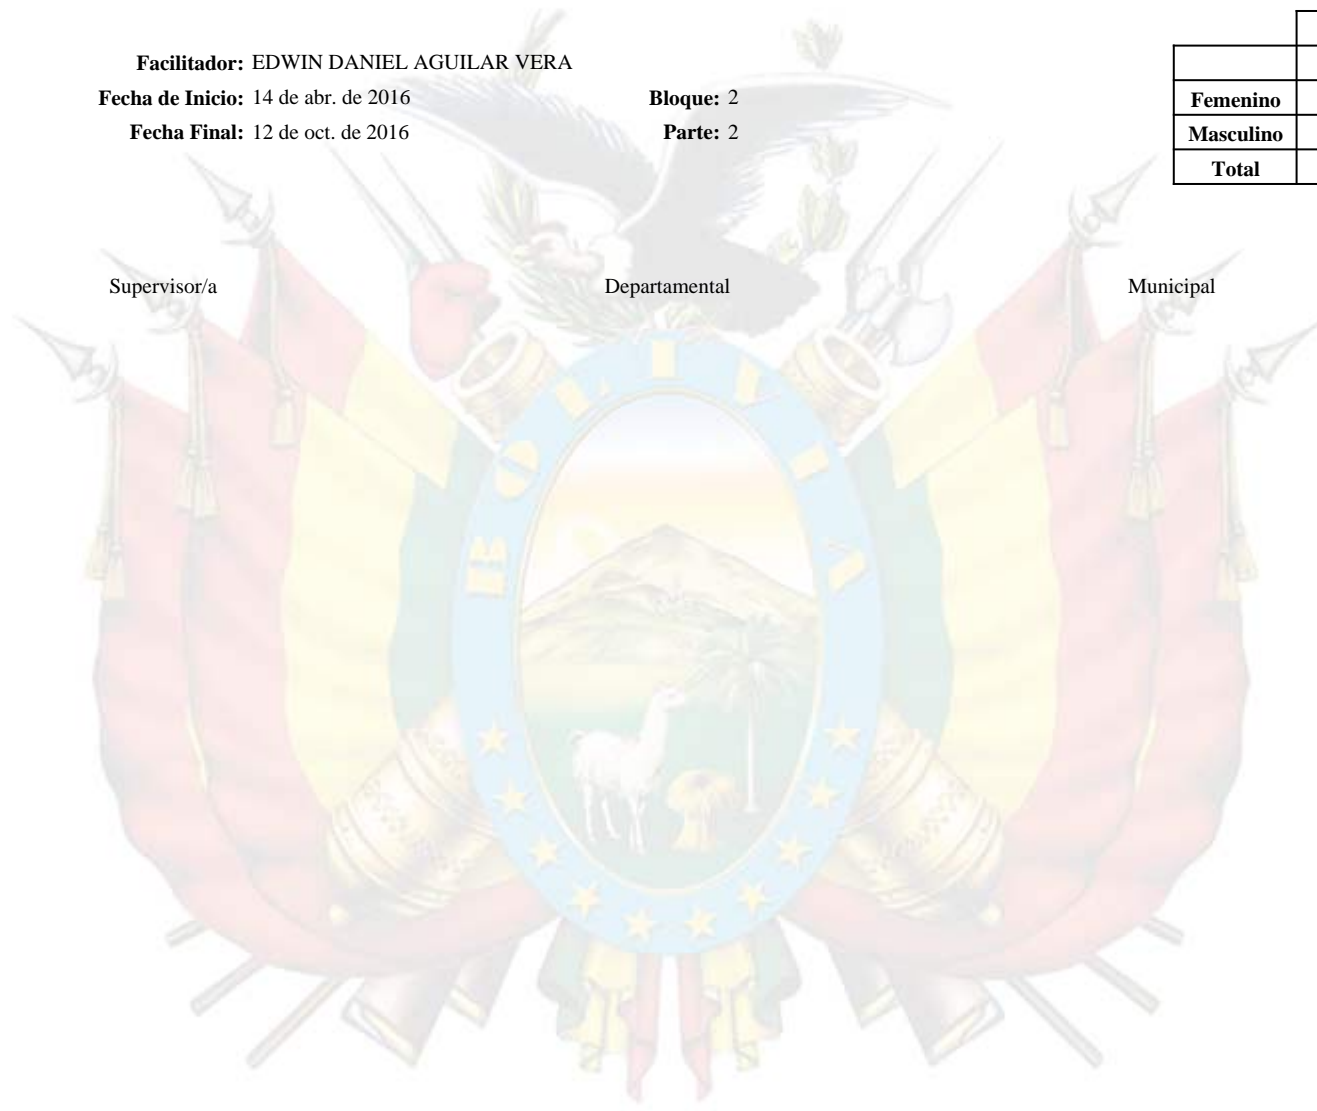 Facilitador: EDWIN DANIEL AGUILAR VERA
Fecha de Inicio: 14 de abr. de 2016 Bloque: 2
Femenino
Fecha Final: 12 de oct. de 2016 Parte: 2
Masculino
Total
Supervisor/a Departamental Municipal
BOLIVIA